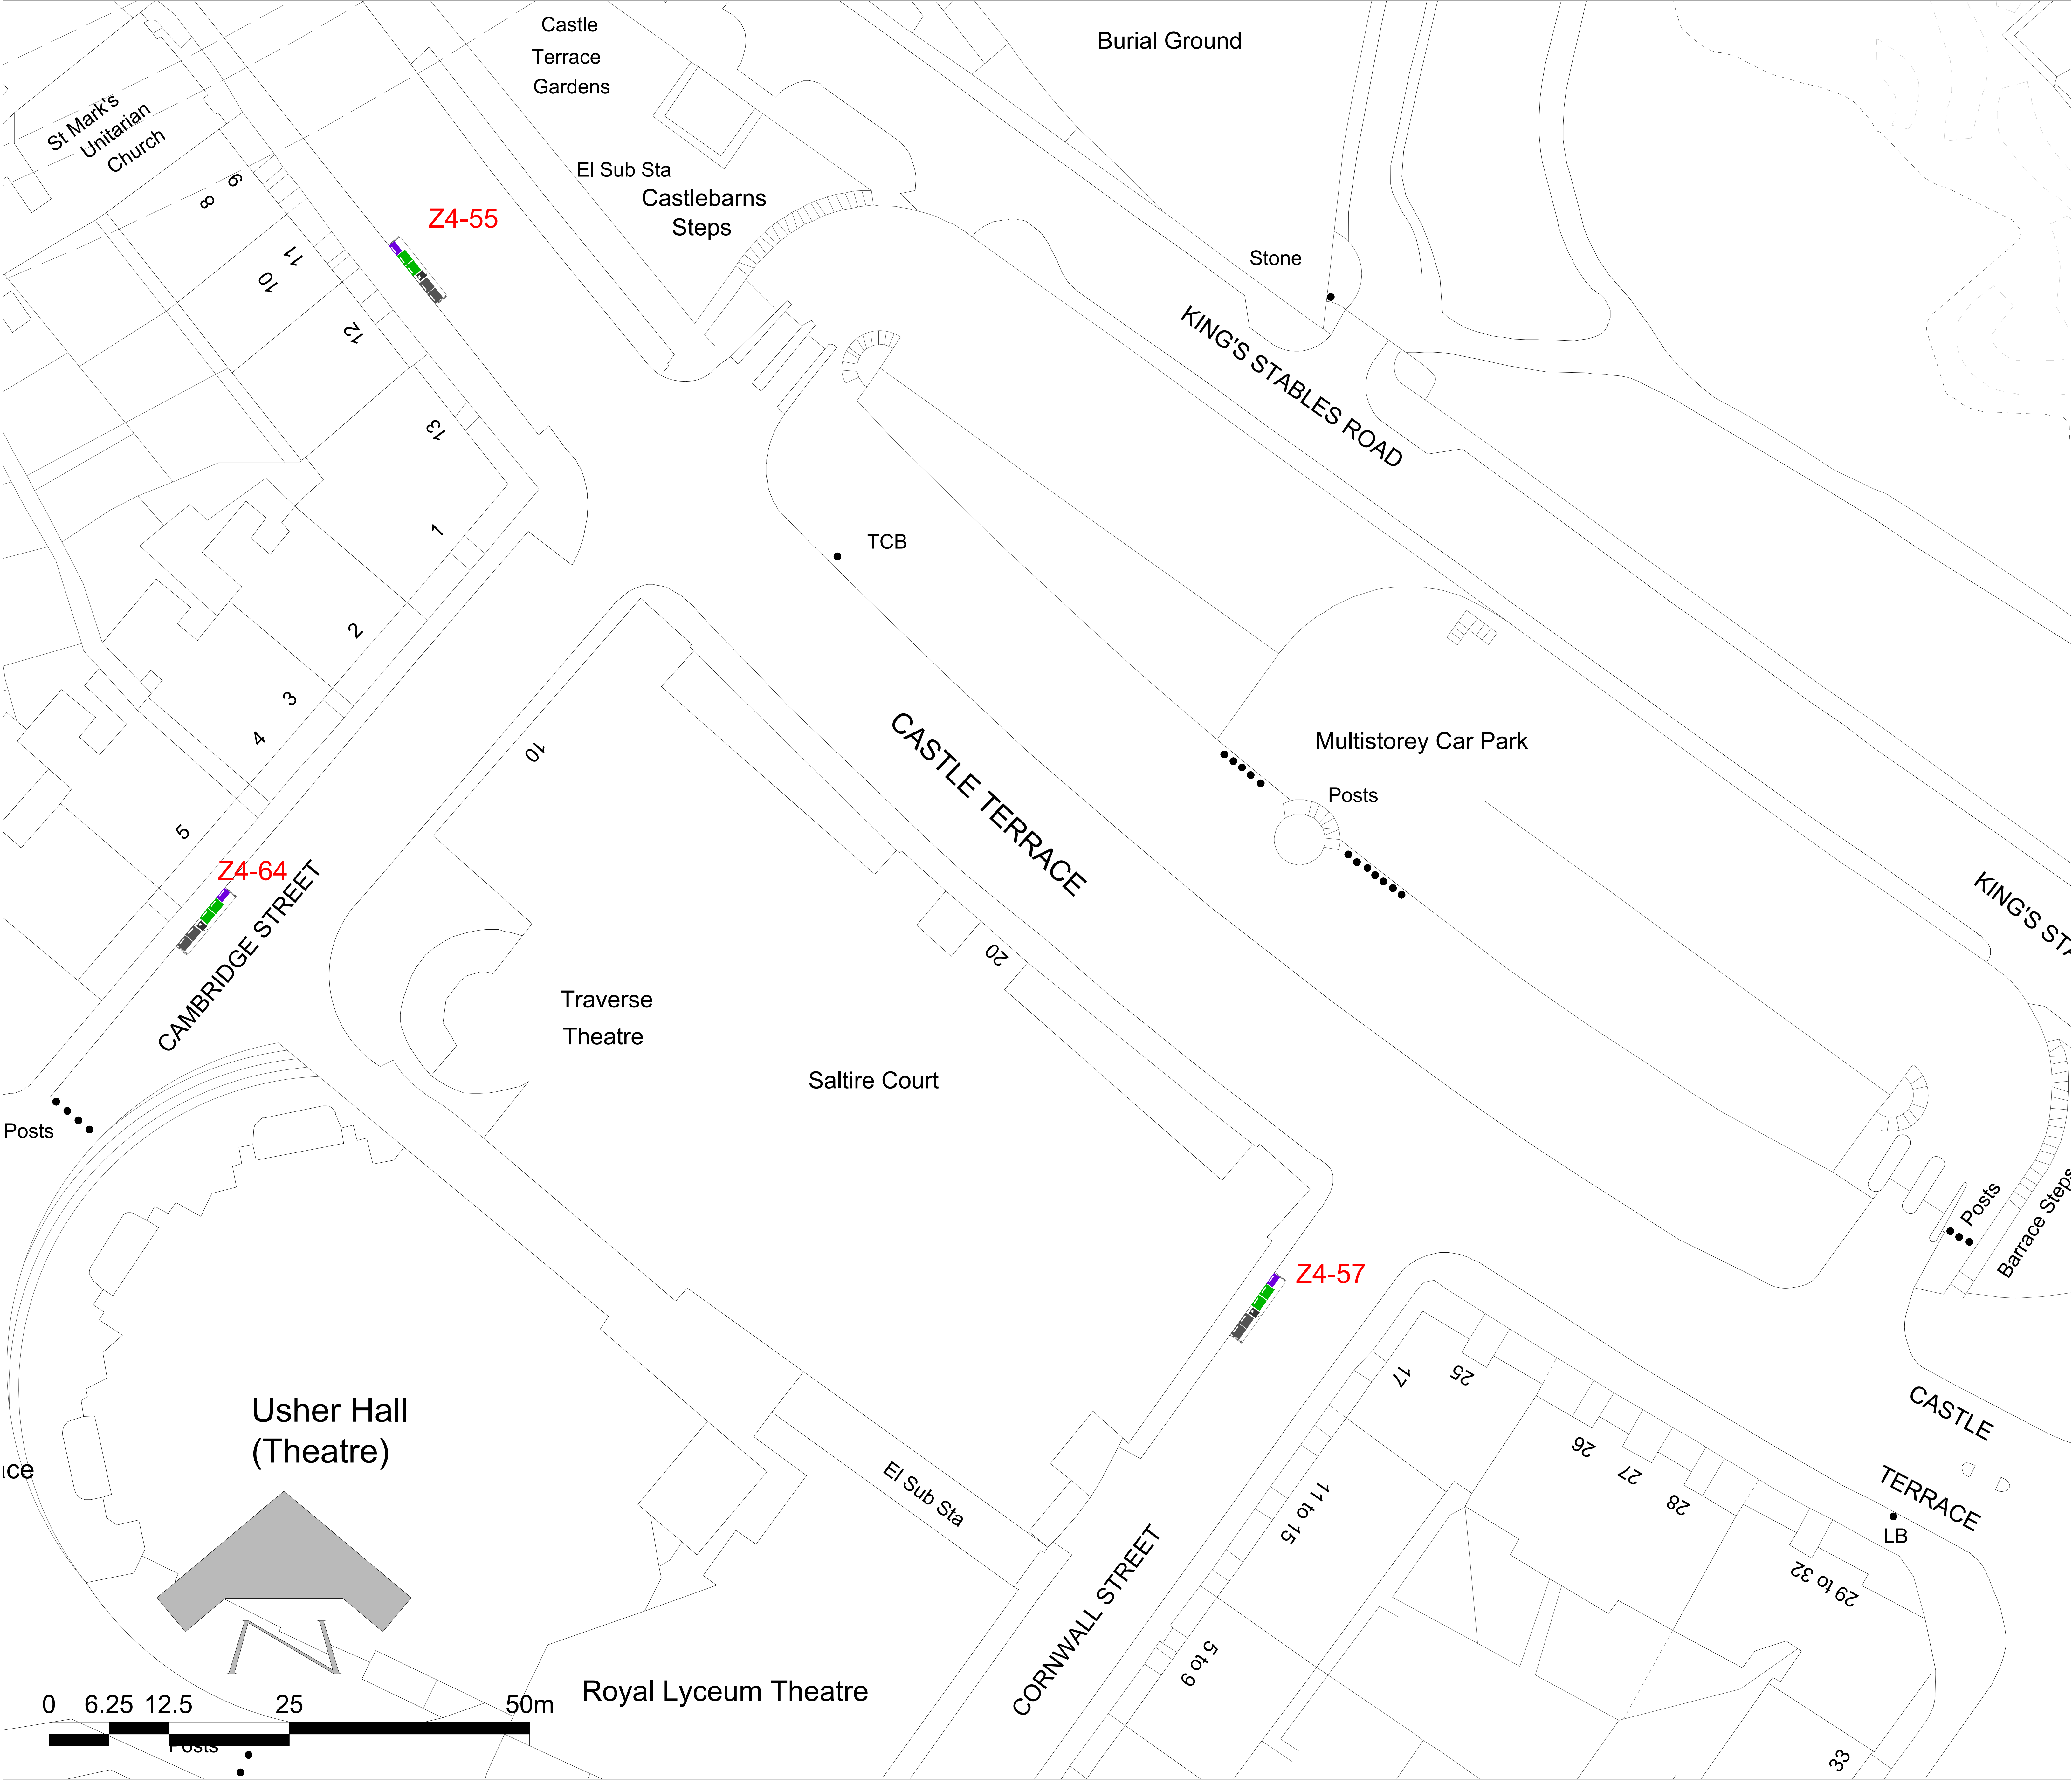 Castle
Terrace
Gardens
Burial Ground
St Mark's
Unitarian
Church
El Sub Sta
Castlebarns
Steps
9
8
Z4-55
11
10
12
13
Stone
KING'S STABLES ROAD
1
TCB
2
3
4
5
10
CASTLE TERRACE
Multistorey Car Park
Posts
Z4-64
CAMBRIDGE STREET
KING'S STA
20
Traverse
Theatre
Saltire Court
Posts
Posts
Barrace Steps
Z4-57
17
25
26
27
28
29 to 32
CASTLE
TERRACE
LB
Usher Hall
(Theatre)
ce
El Sub Sta
11 to 15
CORNWALL STREET
5 to 9
Royal Lyceum Theatre
N
0 6.25 12.5 25 50m
Posts
33